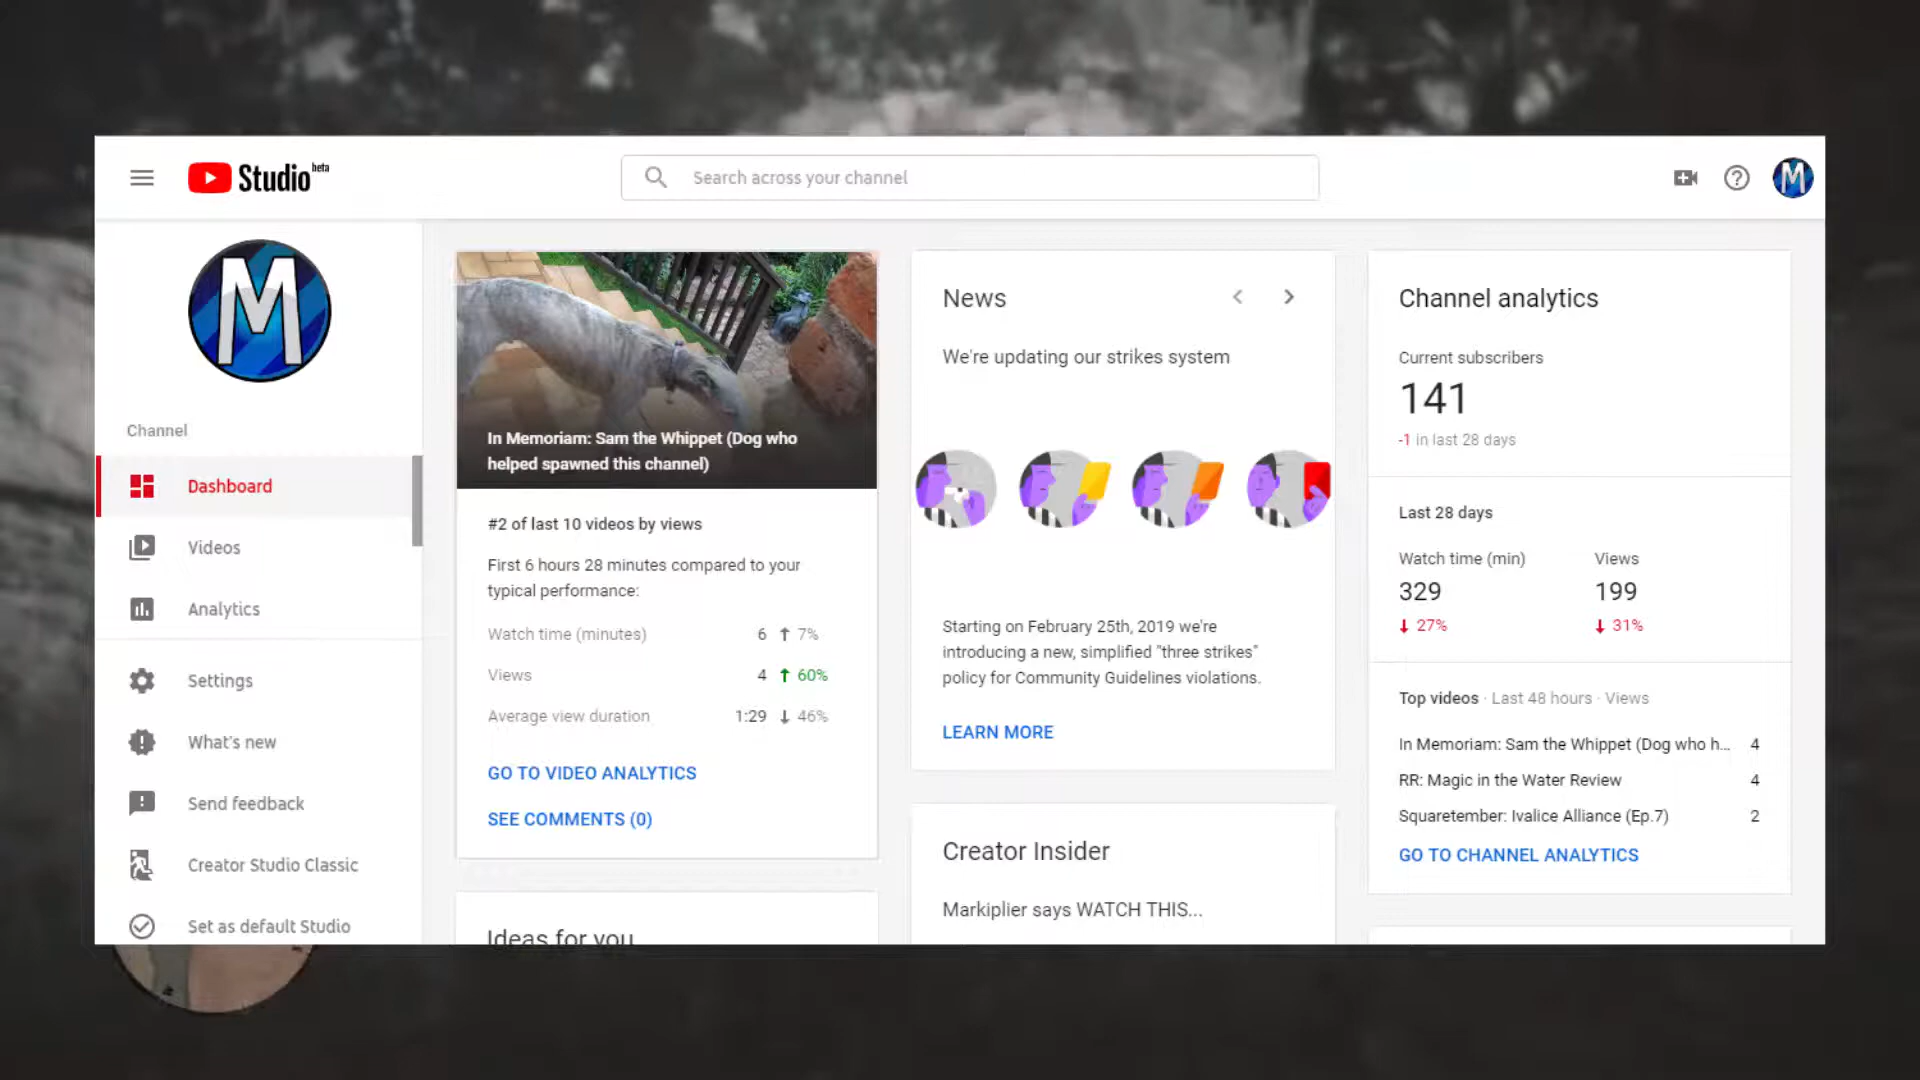 Studio beta
Search across your channel
M
M
Channel
Dashboard
Videos
Analytics
Settings
What's new
Send feedback
Creator Studio Classic
Set as default Studio
In Memoriam: Sam the Whippet (Dog who
helped spawned this channel)
#2 of last 10 videos by views
First 6 hours 28 minutes compared to your
typical performance:
Watch time (minutes) 6 7%
Views 4 60%
Average view duration 1:29 46%
GO TO VIDEO ANALYTICS
SEE COMMENTS (0)
Ideas for you
News
We're updating our strikes system
Starting on February 25th, 2019 we're
introducing a new, simplified "three strikes"
policy for Community Guidelines violations.
LEARN MORE
Creator Insider
Markiplier says WATCH THIS...
Channel analytics
Current subscribers
141
-1 in last 28 days
Last 28 days
Watch time (min) Views
329 199
27% 31%
Top videos · Last 48 hours · Views
In Memoriam: Sam the Whippet (Dog who h... 4
RR: Magic in the Water Review 4
Squaretember: Ivalice Alliance (Ep.7) 2
GO TO CHANNEL ANALYTICS